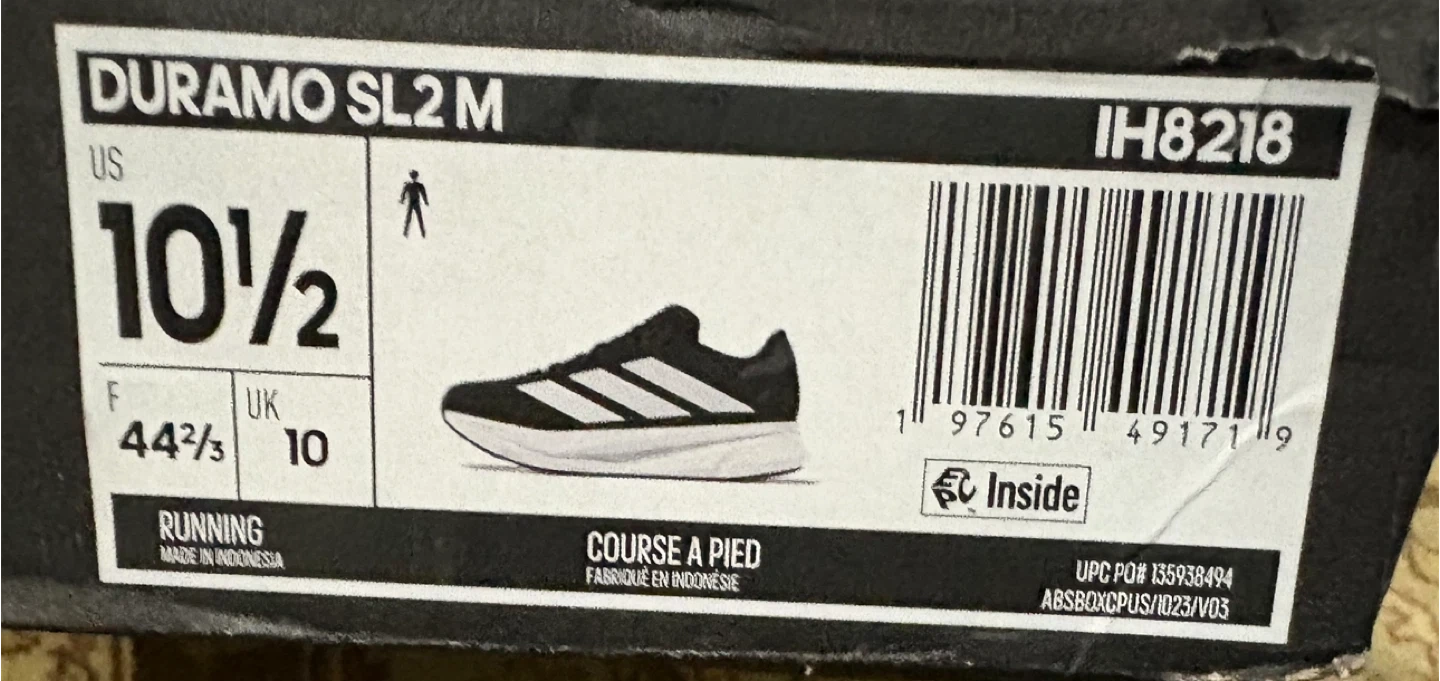 DURAMO SL2 M
IH8218
US
10½
F
44⅔
UK
10
1 97615 49171 9
EPC Inside
RUNNING
MADE IN INDONESIA
COURSE A PIED
FABRIQUÉ EN INDONÉSIE
UPC PO# 135938494
ABSBOXCPUS/1023/V03